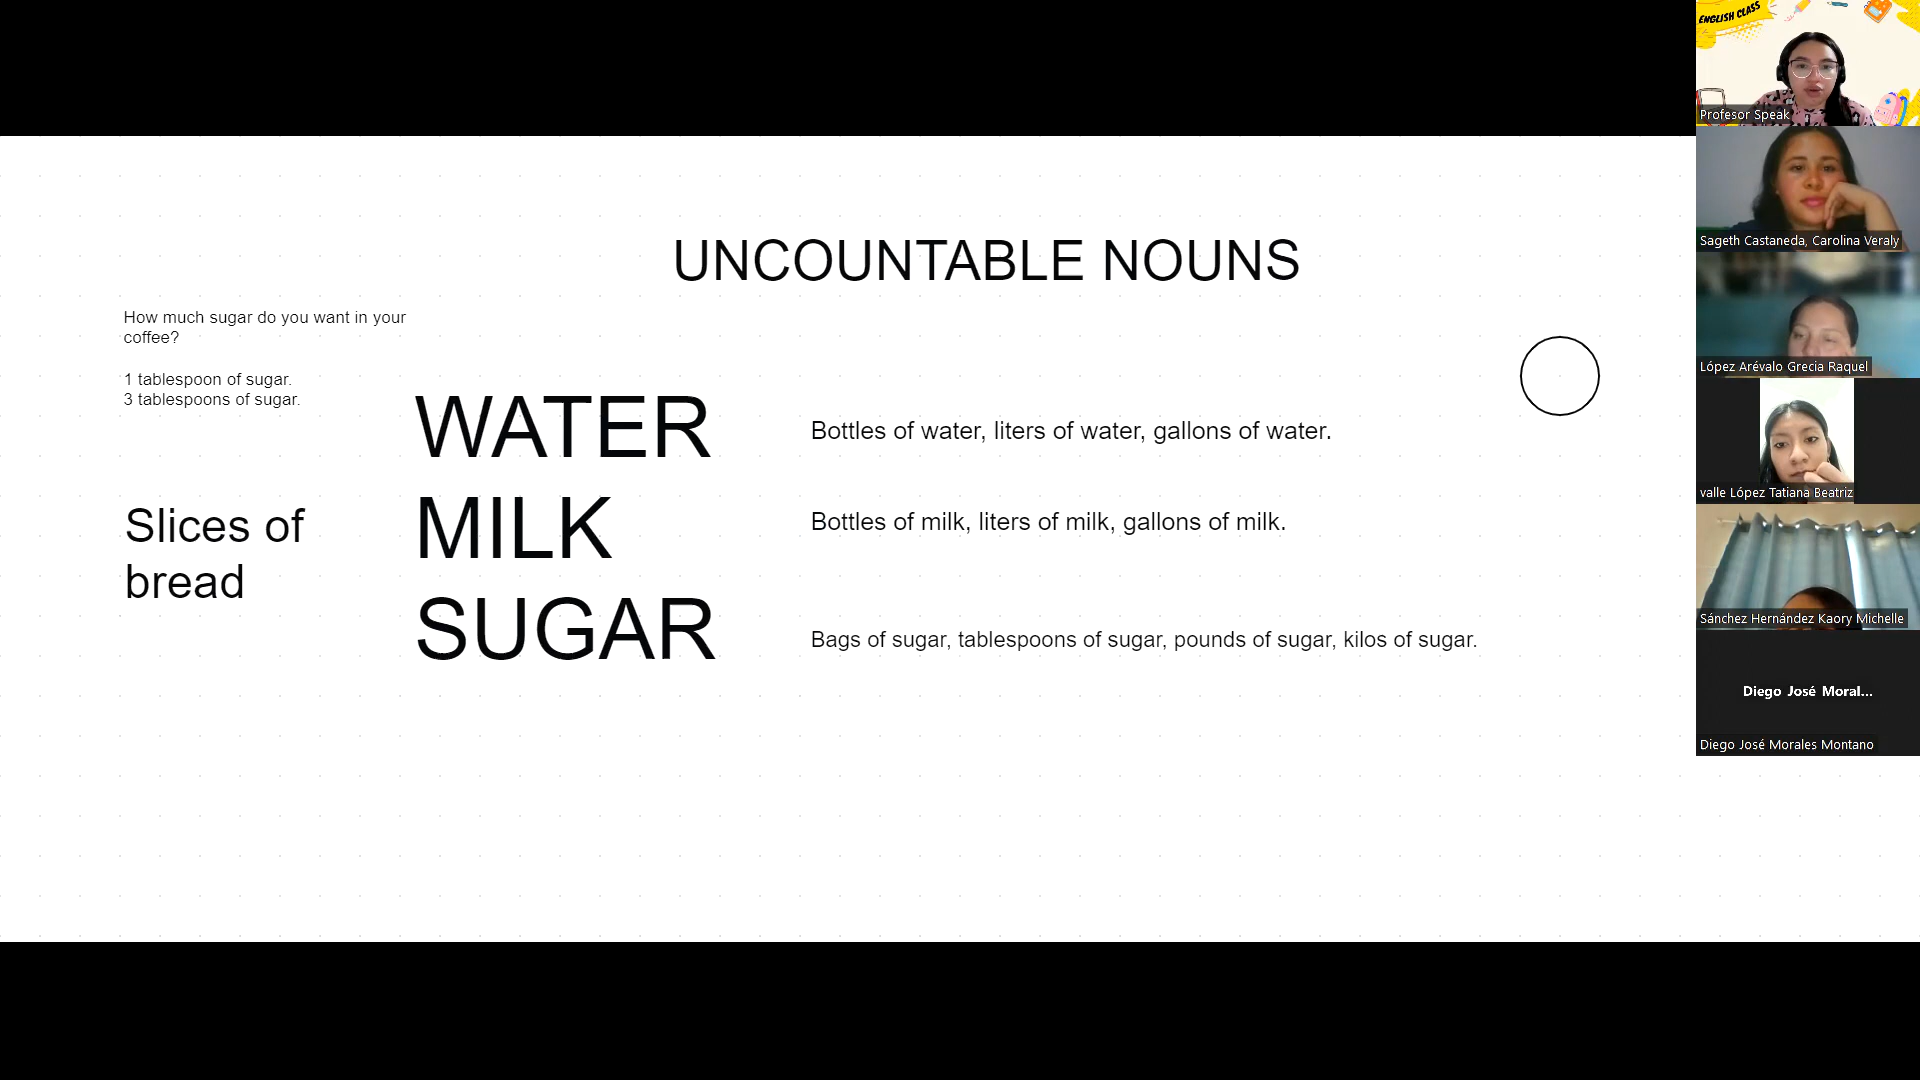 UNCOUNTABLE NOUNS
How much sugar do you want in your
coffee?
1 tablespoon of sugar.
3 tablespoons of sugar.
Slices of
bread
WATER
MILK
SUGAR
Bottles of water, liters of water, gallons of water.
Bottles of milk, liters of milk, gallons of milk.
Bags of sugar, tablespoons of sugar, pounds of sugar, kilos of sugar.
ENGLISH CLASS
Profesor Speak
Sageth Castaneda, Carolina Veraly
López Arévalo Grecia Raquel
valle López Tatiana Beatriz
Sánchez Hernández Kaory Michelle
Diego José Moral...
Diego José Morales Montano